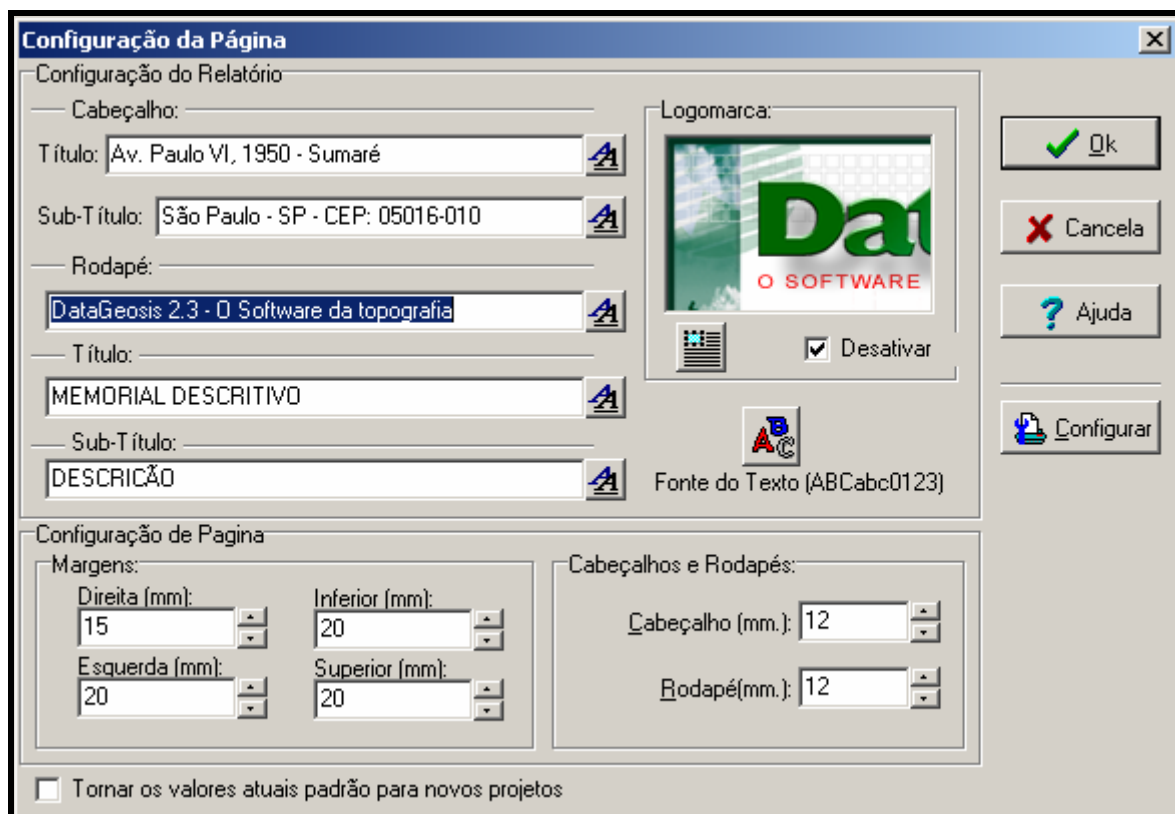 Configuração da Página
Configuração do Relatório
Cabeçalho:
Título: Av. Paulo VI, 1950 - Sumaré
Sub-Título: São Paulo - SP - CEP: 05016-010
Rodapé:
DataGeosis 2.3 - O Software da topografia
Título:
MEMORIAL DESCRITIVO
Sub-Título:
DESCRICÃO
Logomarca:
Dat
O SOFTWARE
Desativar
ABC
Fonte do Texto (ABCabc0123)
Ok
Cancela
Ajuda
Configurar
Configuração de Pagina
Margens:
Direita (mm): 15
Inferior (mm): 20
Esquerda (mm): 20
Superior (mm): 20
Cabeçalhos e Rodapés:
Cabeçalho (mm.): 12
Rodapé(mm.): 12
Tornar os valores atuais padrão para novos projetos